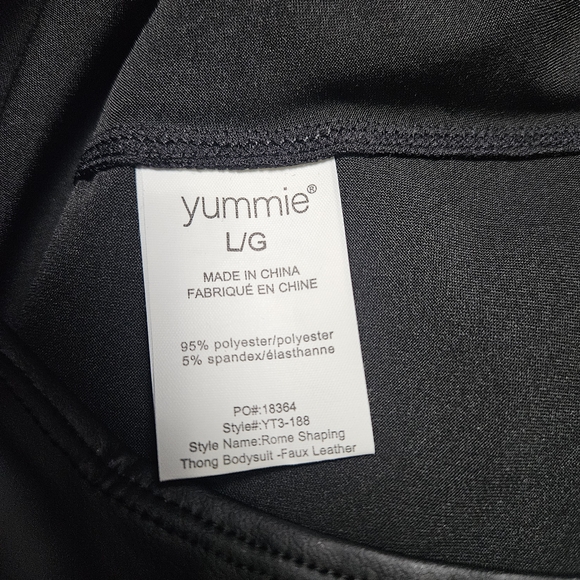 yummie®
L/G
MADE IN CHINA
FABRIQUÉ EN CHINE
95% polyester/polyester
5% spandex/élasthanne
PO#:18364
Style#:YT3-188
Style Name:Rome Shaping
Thong Bodysuit -Faux Leather